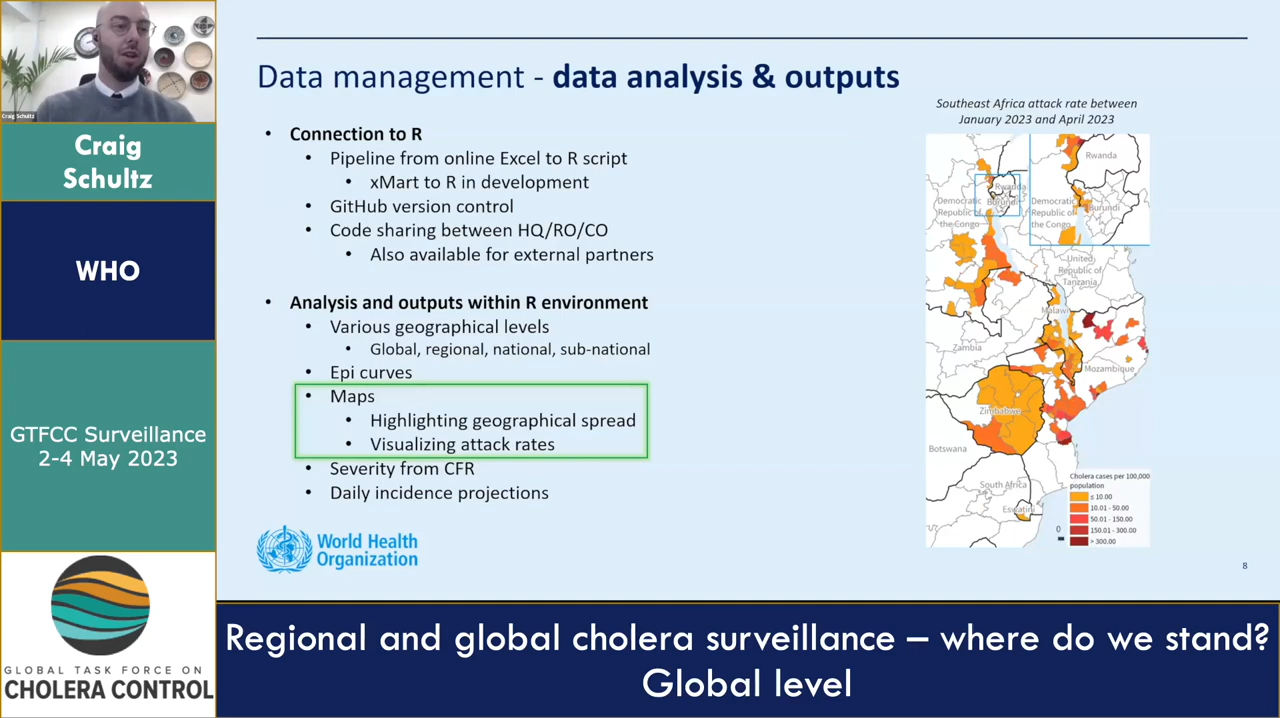 Craig Schultz
Craig
Schultz
WHO
GTFCC Surveillance
2-4 May 2023
GLOBAL TASK FORCE ON
CHOLERA CONTROL
Data management - data analysis & outputs
• Connection to R
• Pipeline from online Excel to R script
• xMart to R in development
• GitHub version control
• Code sharing between HQ/RO/CO
• Also available for external partners
• Analysis and outputs within R environment
• Various geographical levels
• Global, regional, national, sub-national
• Epi curves
• Maps
• Highlighting geographical spread
• Visualizing attack rates
• Severity from CFR
• Daily incidence projections
World Health
Organization
Southeast Africa attack rate between
January 2023 and April 2023
Rwanda
Burundi
Democratic
Republic of
the Congo
Rwanda
Democratic
Republic of
the Congo
Burundi
United
Republic of
Tanzania
Malawi
Zambia
Mozambique
Zimbabwe
Botswana
South Africa
Eswatini
Cholera cases per 100,000
population
≤ 10.00
10.01 - 50.00
50.01 - 150.00
150.01 - 300.00
> 300.00
0
8
Regional and global cholera surveillance – where do we stand?
Global level